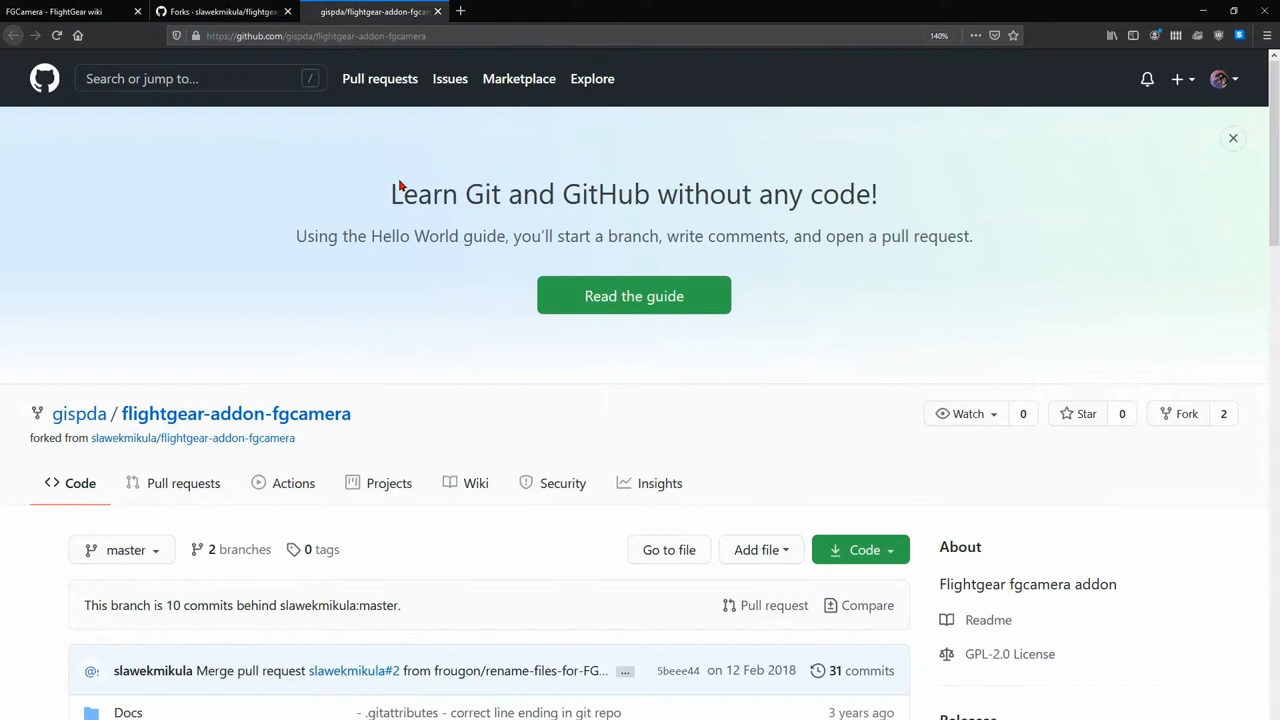 FGCamera - FlightGear wiki
Forks · slawekmikula/flightgear
gispda/flightgear-addon-fgcam
https://github.com/gispda/flightgear-addon-fgcamera
140%
Search or jump to... /
Pull requests Issues Marketplace Explore
Learn Git and GitHub without any code!
Using the Hello World guide, you’ll start a branch, write comments, and open a pull request.
Read the guide
gispda / flightgear-addon-fgcamera
Watch 0 Star 0 Fork 2
forked from slawekmikula/flightgear-addon-fgcamera
Code Pull requests Actions Projects Wiki Security Insights
master 2 branches 0 tags Go to file Add file Code
About
Flightgear fgcamera addon
This branch is 10 commits behind slawekmikula:master. Pull request Compare
Readme
GPL-2.0 License
slawekmikula Merge pull request slawekmikula#2 from frougon/rename-files-for-FG... ... 5beee44 on 12 Feb 2018 31 commits
Docs - .gitattributes - correct line ending in git repo 3 years ago
Releases